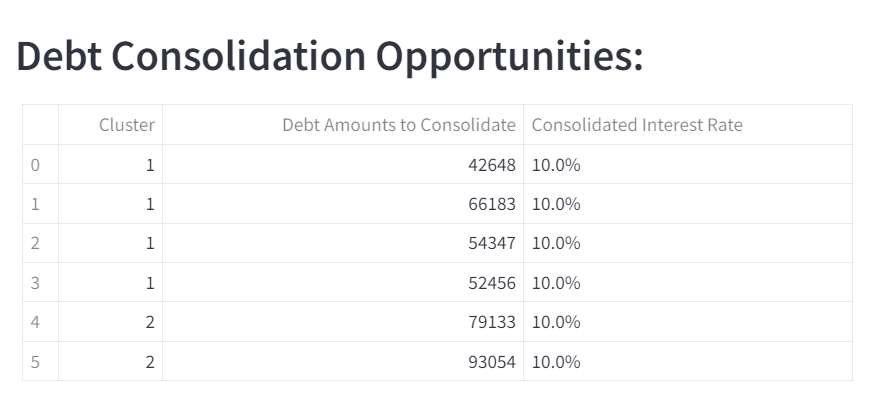 Debt Consolidation Opportunities:
Cluster Debt Amounts to Consolidate Consolidated Interest Rate
0 1 42648 10.0%
1 1 66183 10.0%
2 1 54347 10.0%
3 1 52456 10.0%
4 2 79133 10.0%
5 2 93054 10.0%